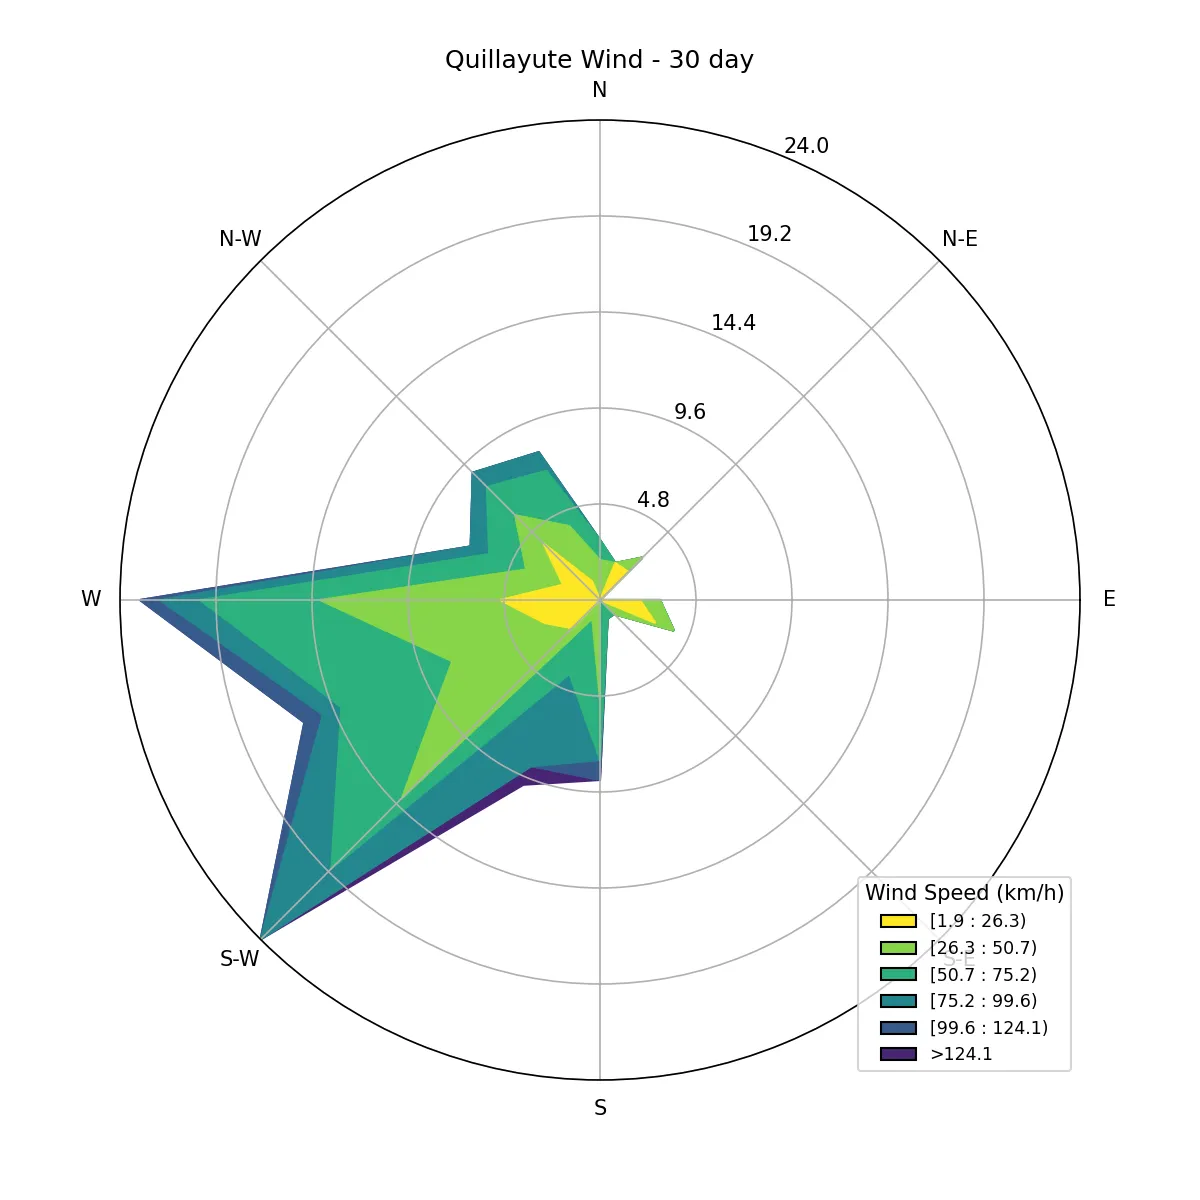 Quillayute Wind - 30 day
N
24.0
19.2
N-W
N-E
14.4
9.6
4.8
W
E
S-W
S-E
S
Wind Speed (km/h)
[1.9 : 26.3)
[26.3 : 50.7)
[50.7 : 75.2)
[75.2 : 99.6)
[99.6 : 124.1)
>124.1